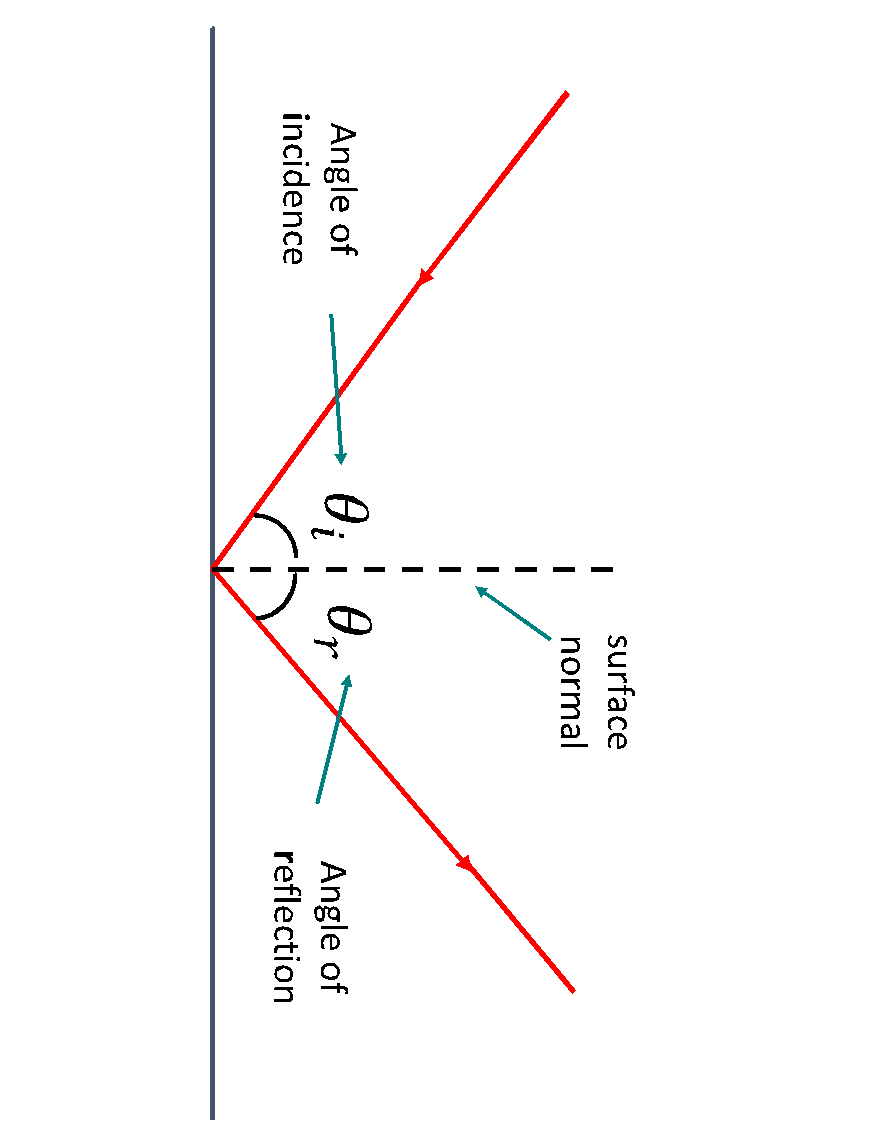 surface
normal
θi
θr
Angle of
incidence
Angle of
reflection